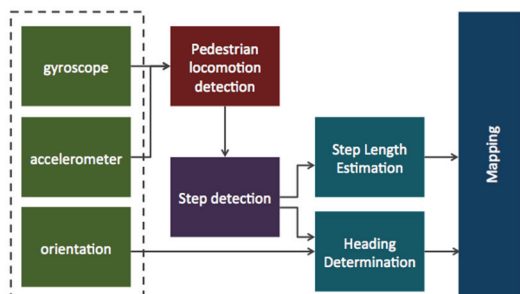 gyroscope
Pedestrian
locomotion
detection
accelerometer
Step detection
Step Length
Estimation
orientation
Heading
Determination
Mapping